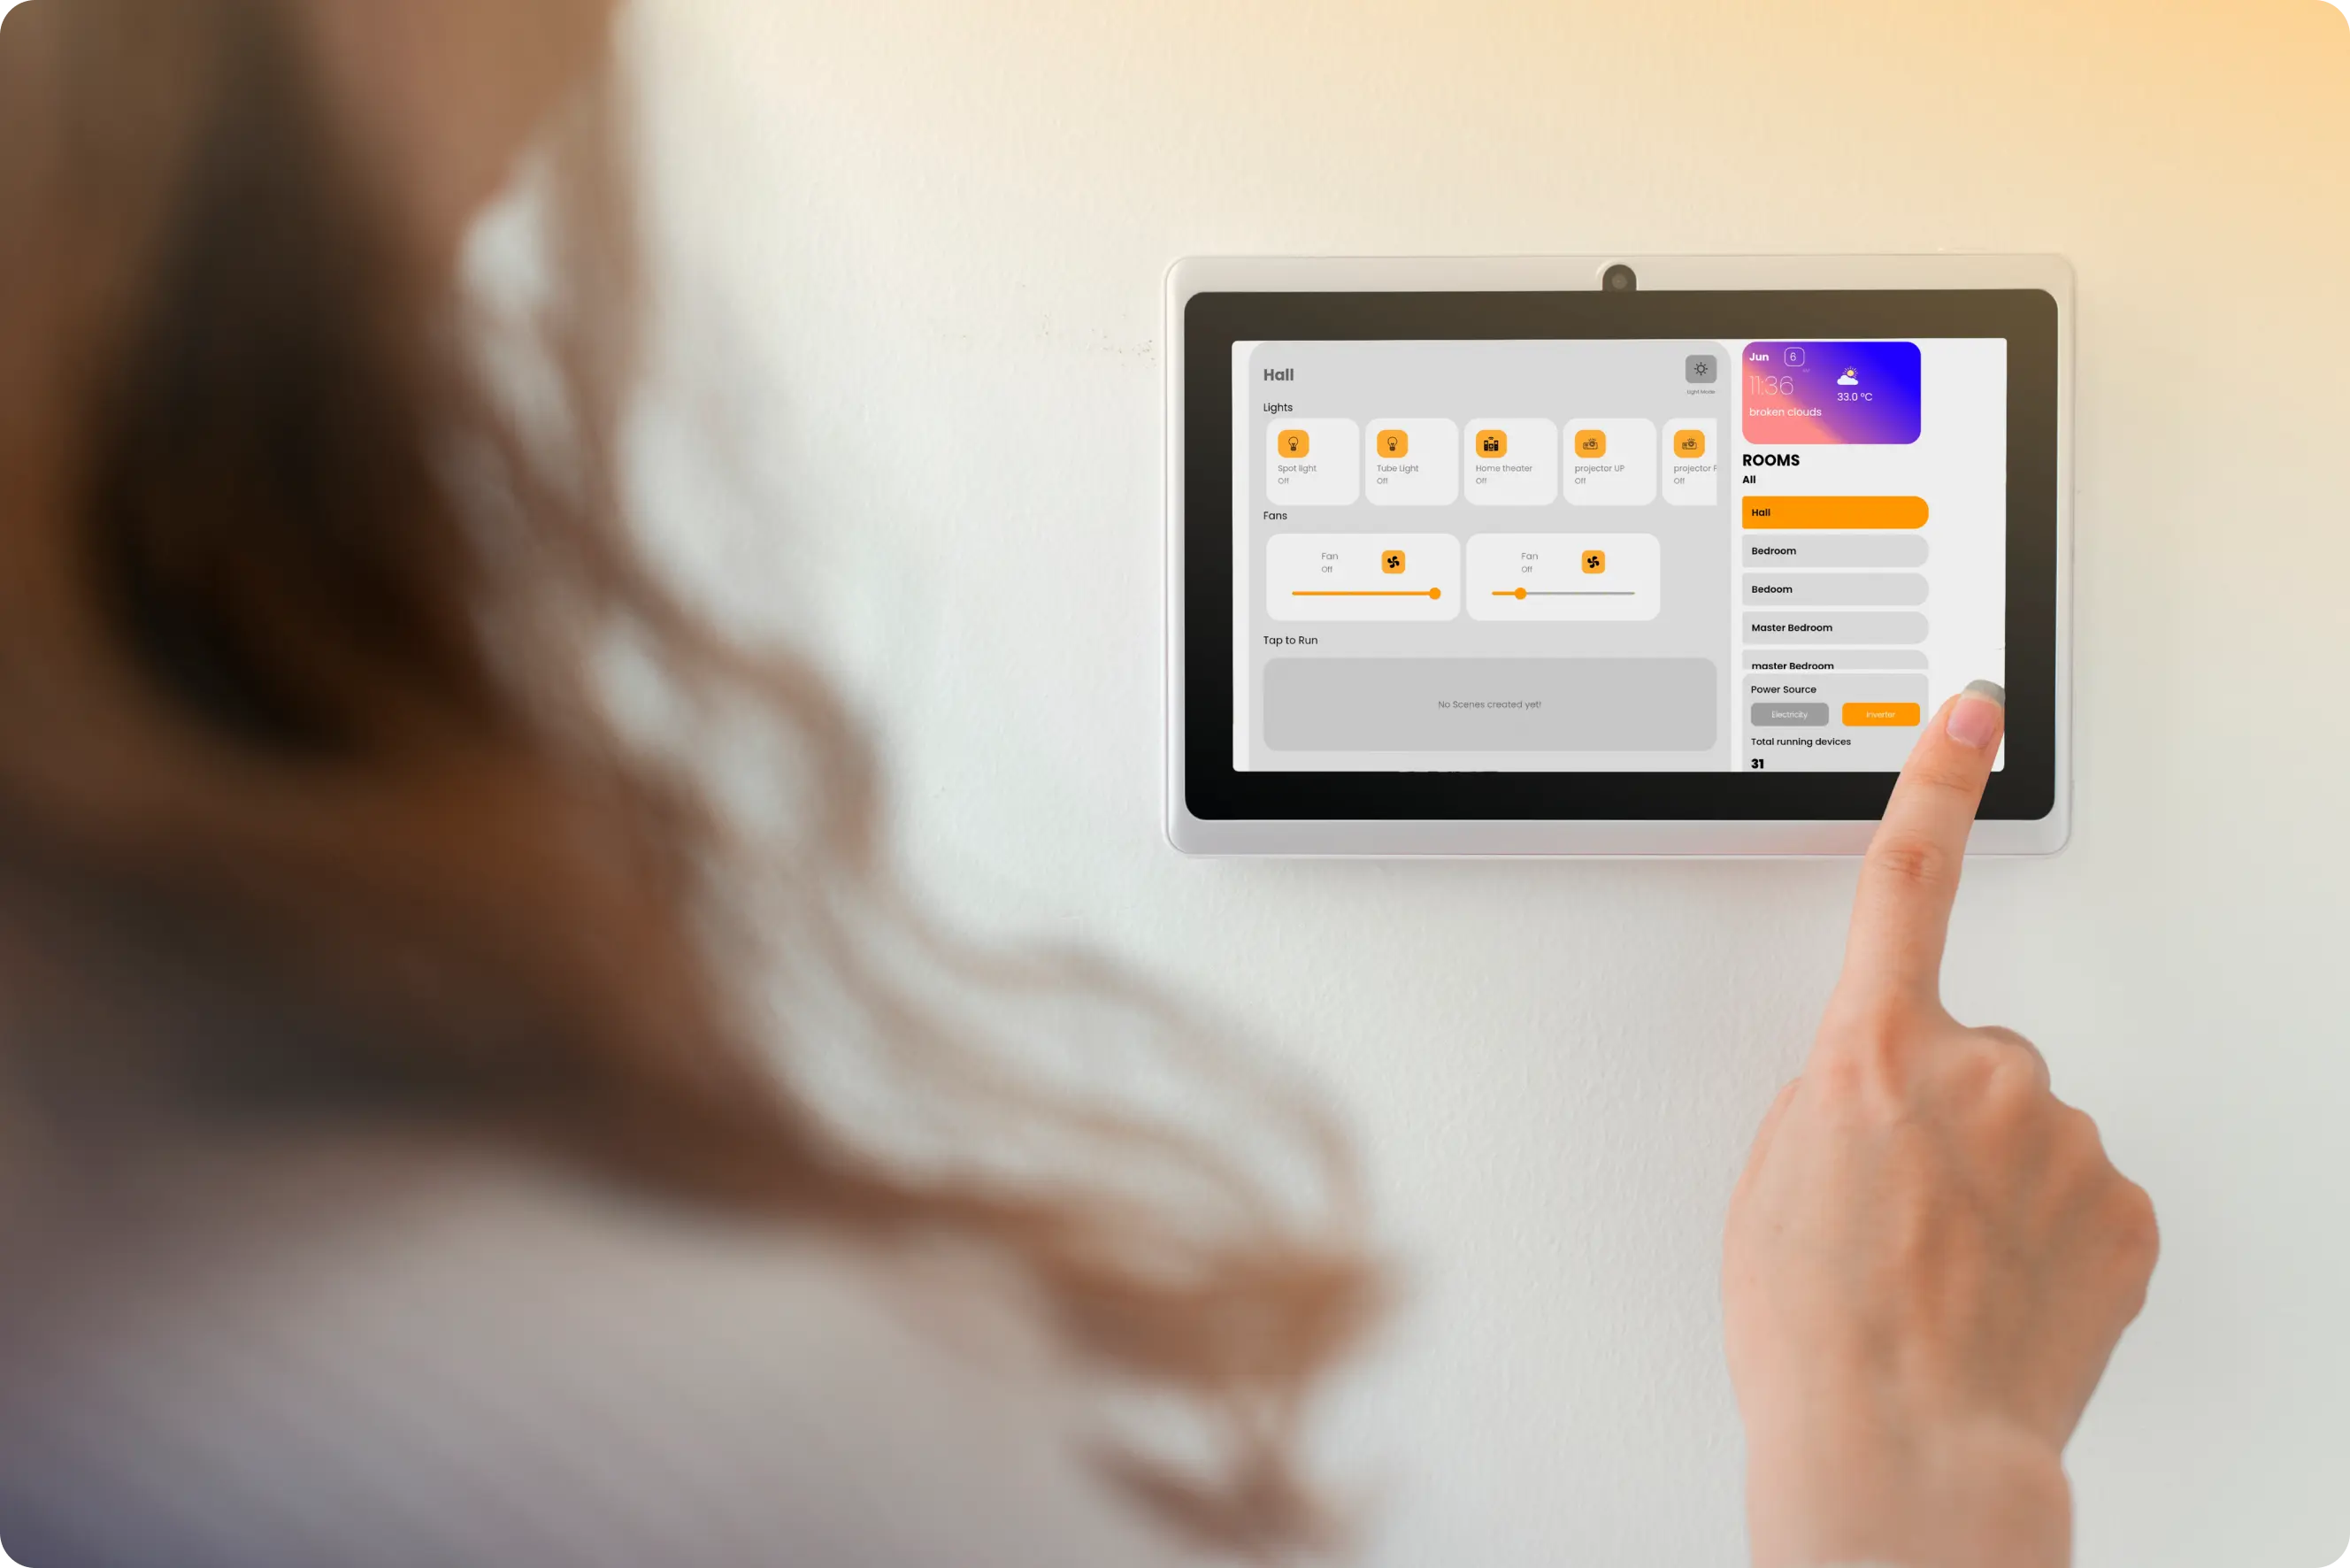 Hall
Light Mode
Lights
Spot light
Off
Tube Light
Off
Home theater
Off
projector UP
Off
projector
Off
Fans
Fan
Off
Fan
Off
Tap to Run
No Scenes created yet!
Jun 6
11:36
33.0 °C
broken clouds
ROOMS
All
Hall
Bedroom
Bedoom
Master Bedroom
master Bedroom
Power Source
Electricity
Inverter
Total running devices
31